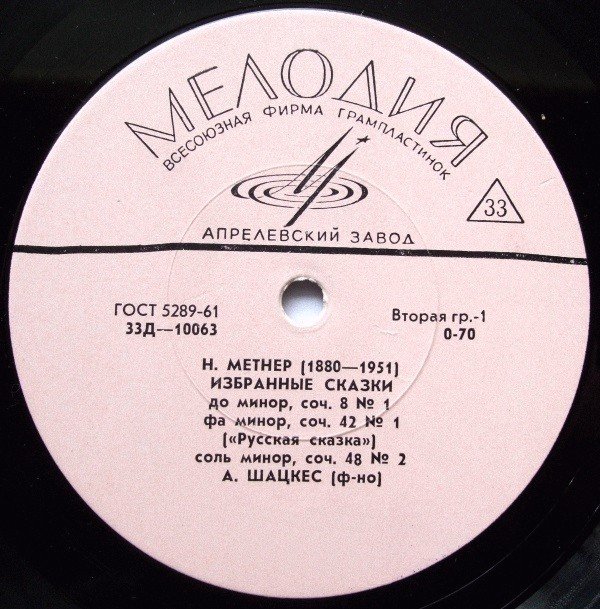 МЕЛОДИЯ
ВСЕСОЮЗНАЯ ФИРМА ГРАМПЛАСТИНОК
33
АПРЕЛЕВСКИЙ ЗАВОД
ГОСТ 5289-61
33Д—10063
Вторая гр.-1
0-70
Н. МЕТНЕР (1880—1951)
ИЗБРАННЫЕ СКАЗКИ
до минор, соч. 8 № 1
фа минор, соч. 42 № 1
(«Русская сказка»)
соль минор, соч. 48 № 2
А. ШАЦКЕС (ф-но)